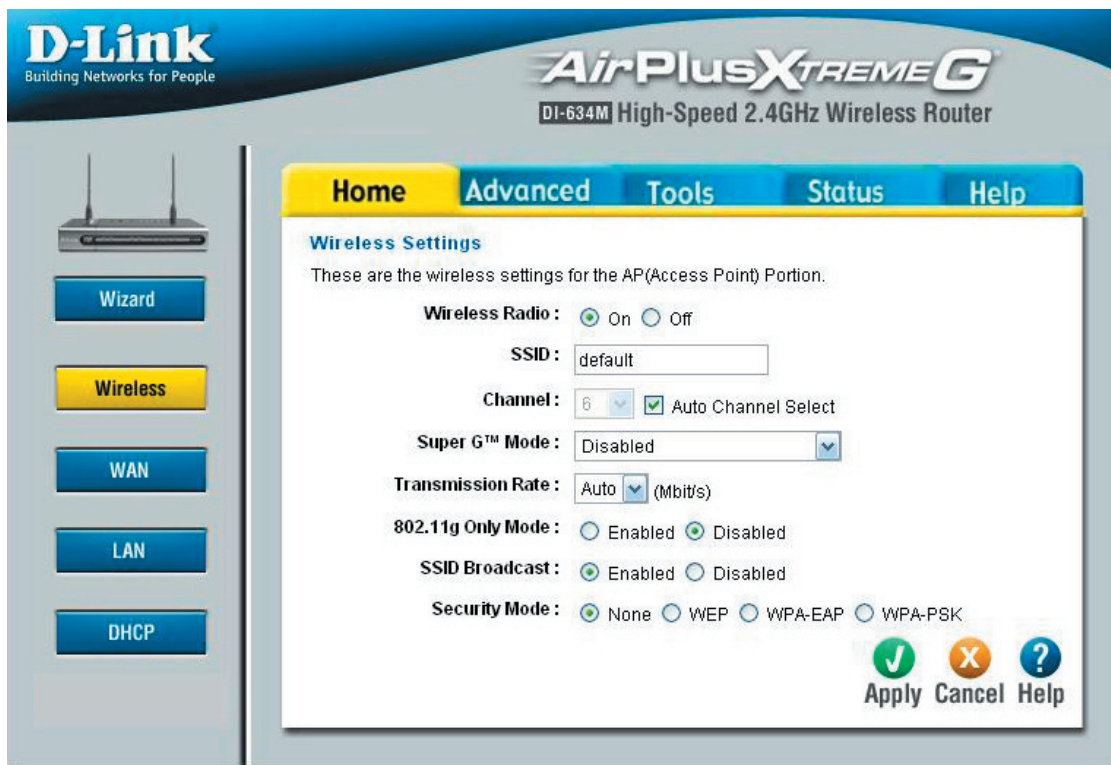 D-Link
Building Networks for People
AirPlus XTREME G
DI-634M High-Speed 2.4GHz Wireless Router
Home Advanced Tools Status Help
Wizard
Wireless
WAN
LAN
DHCP
Wireless Settings
These are the wireless settings for the AP(Access Point) Portion.
Wireless Radio : On Off
SSID : default
Channel : 6 Auto Channel Select
Super G™ Mode : Disabled
Transmission Rate : Auto (Mbit/s)
802.11g Only Mode : Enabled Disabled
SSID Broadcast : Enabled Disabled
Security Mode : None WEP WPA-EAP WPA-PSK
Apply Cancel Help